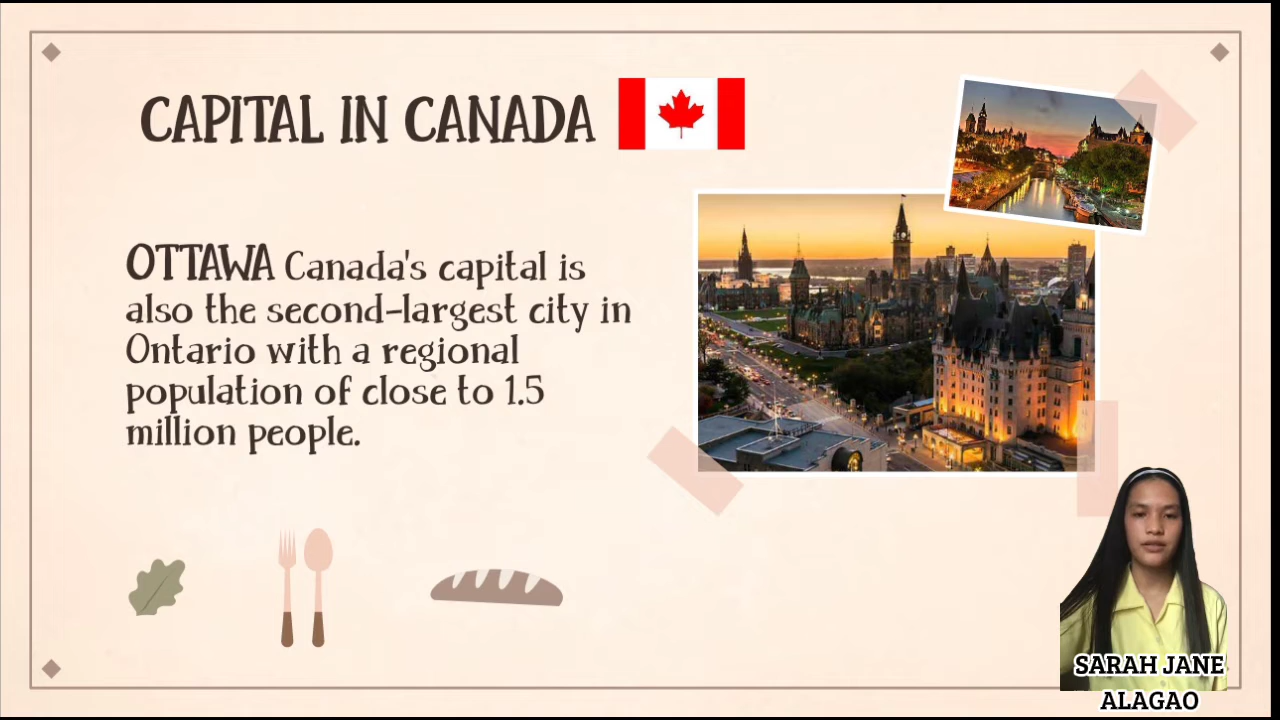 CAPITAL IN CANADA
OTTAWA Canada's capital is
also the second-largest city in
Ontario with a regional
population of close to 1.5
million people.
SARAH JANE
ALAGAO